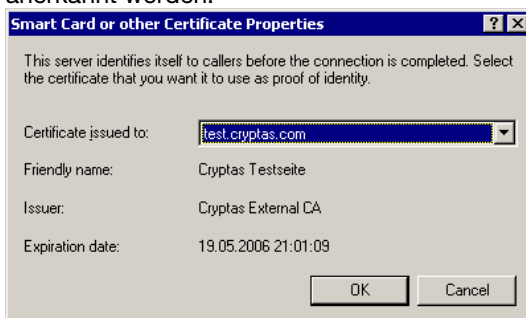 anerkannt werden.
Smart Card or other Certificate Properties
This server identifies itself to callers before the connection is completed. Select
the certificate that you want it to use as proof of identity.
Certificate issued to: test.cryptas.com
Friendly name: Cryptas Testseite
Issuer: Cryptas External CA
Expiration date: 19.05.2006 21:01:09
OK Cancel